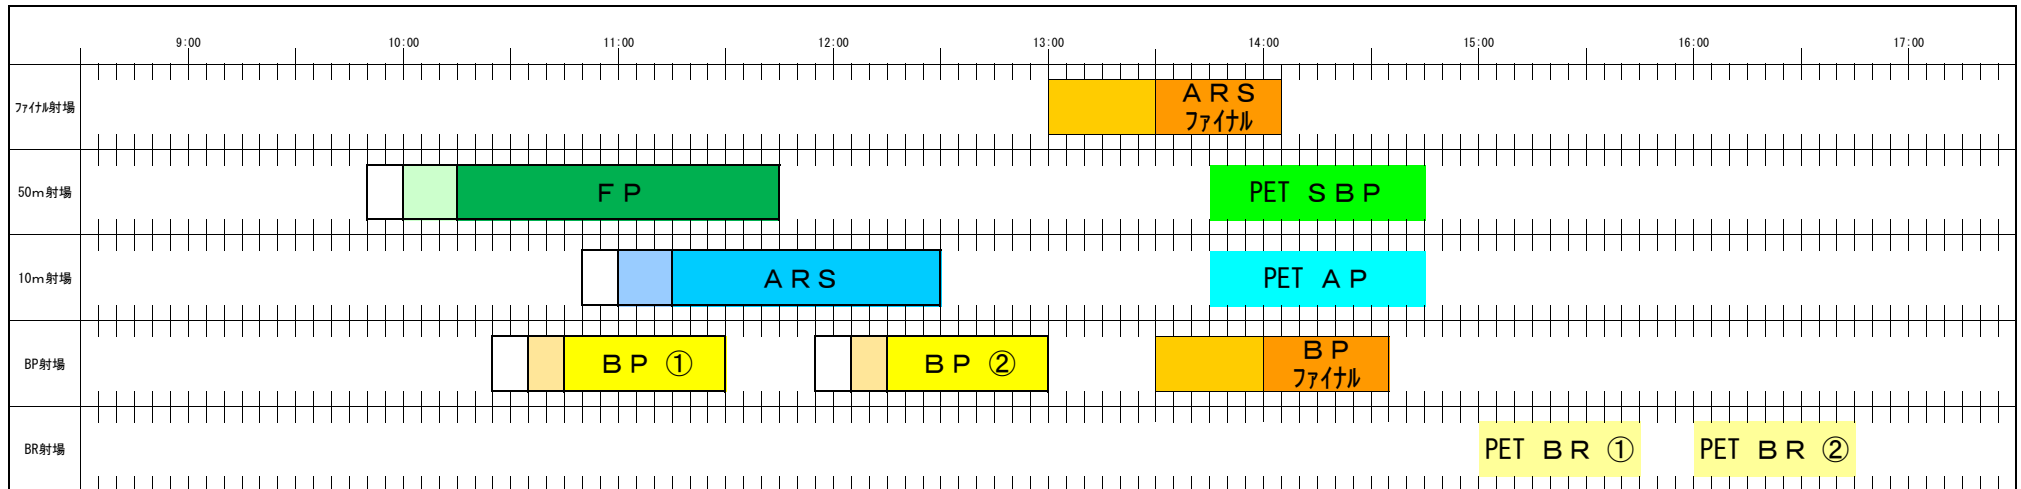 9:00 10:00 11:00 12:00 13:00 14:00 15:00 16:00 17:00
ファイナル射場
ＡＲＳ
ファイナル
50m射場
ＦＰ
PET ＳＢＰ
10m射場
ＡＲＳ
PET ＡＰ
BP射場
ＢＰ ①
ＢＰ ②
ＢＰ
ファイナル
BR射場
PET ＢＲ ①
PET ＢＲ ②